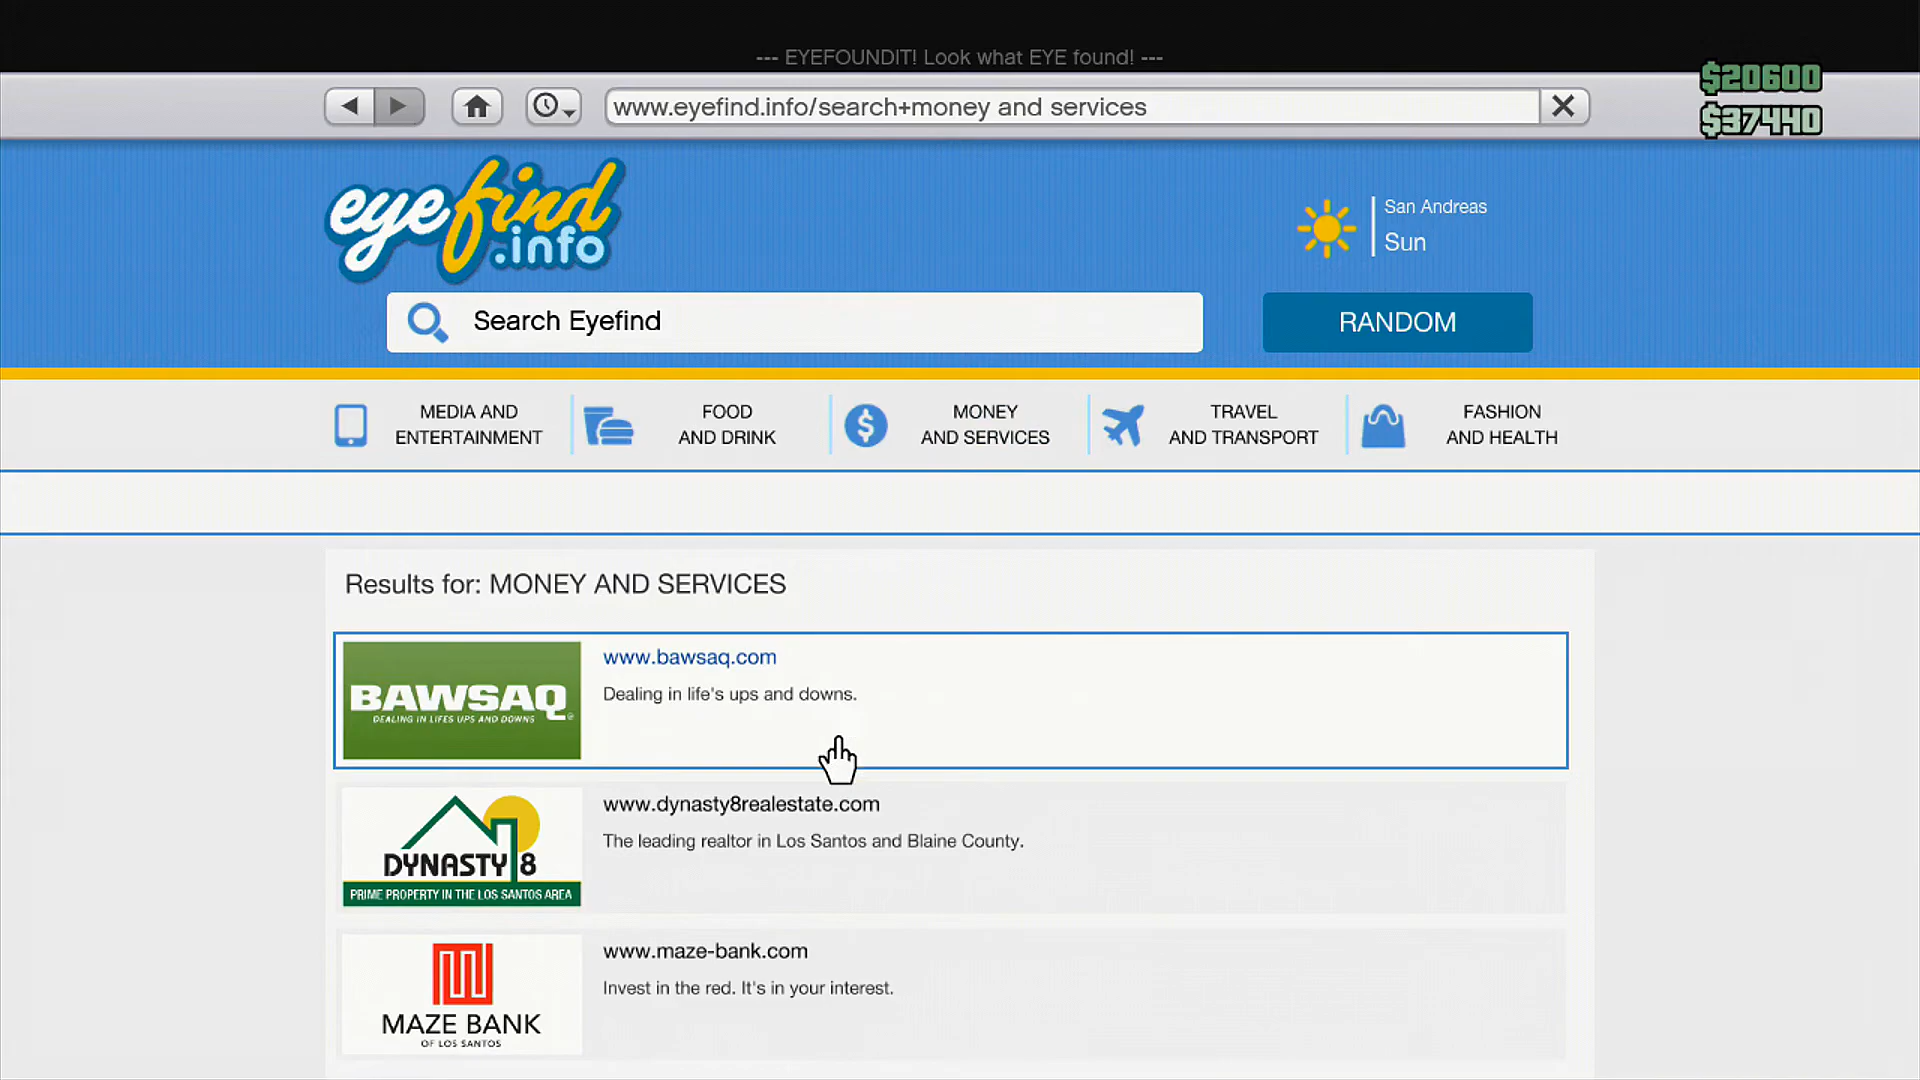 --- EYEFOUNDIT! Look what EYE found! ---
$20600
www.eyefind.info/search+money and services
$37440
eyefind
.info
San Andreas
Sun
Search Eyefind
RANDOM
MEDIA AND
ENTERTAINMENT
FOOD
AND DRINK
MONEY
AND SERVICES
TRAVEL
AND TRANSPORT
FASHION
AND HEALTH
Results for: MONEY AND SERVICES
BAWSAQ
DEALING IN LIFES UPS AND DOWNS
www.bawsaq.com
Dealing in life's ups and downs.
DYNASTY 8
PRIME PROPERTY IN THE LOS SANTOS AREA
www.dynasty8realestate.com
The leading realtor in Los Santos and Blaine County.
MAZE BANK
OF LOS SANTOS
www.maze-bank.com
Invest in the red. It's in your interest.